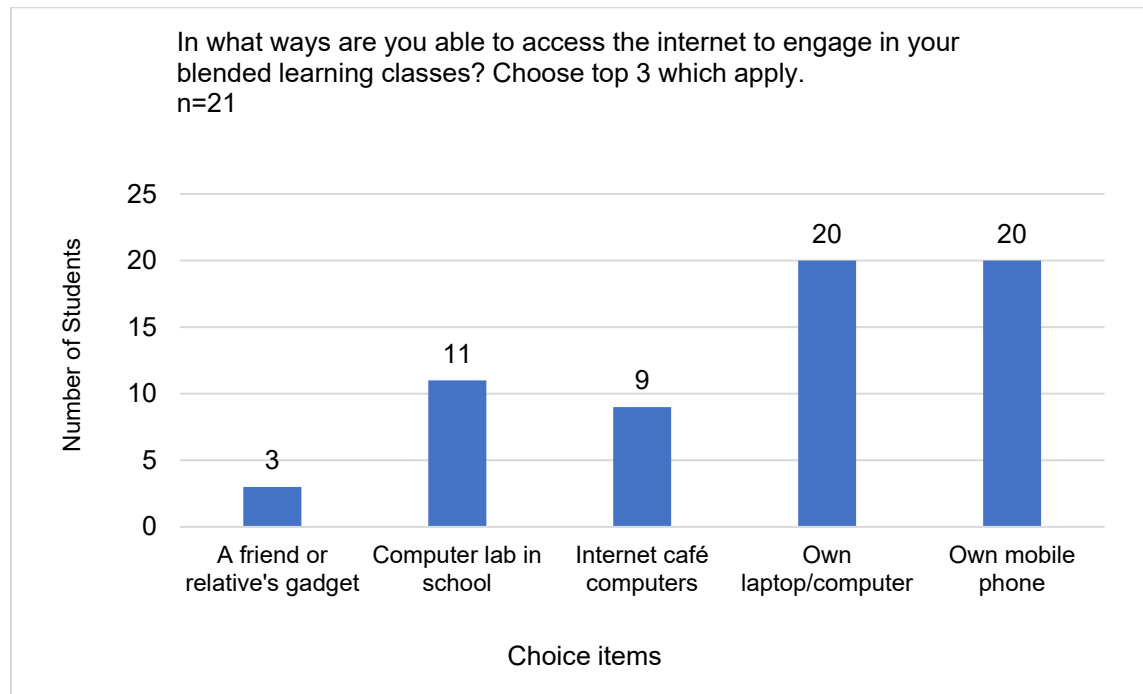 In what ways are you able to access the internet to engage in your
blended learning classes? Choose top 3 which apply.
n=21
25
20
15
10
5
0
Number of Students
3
11
9
20
20
A friend or
relative's gadget
Computer lab in
school
Internet café
computers
Own
laptop/computer
Own mobile
phone
Choice items